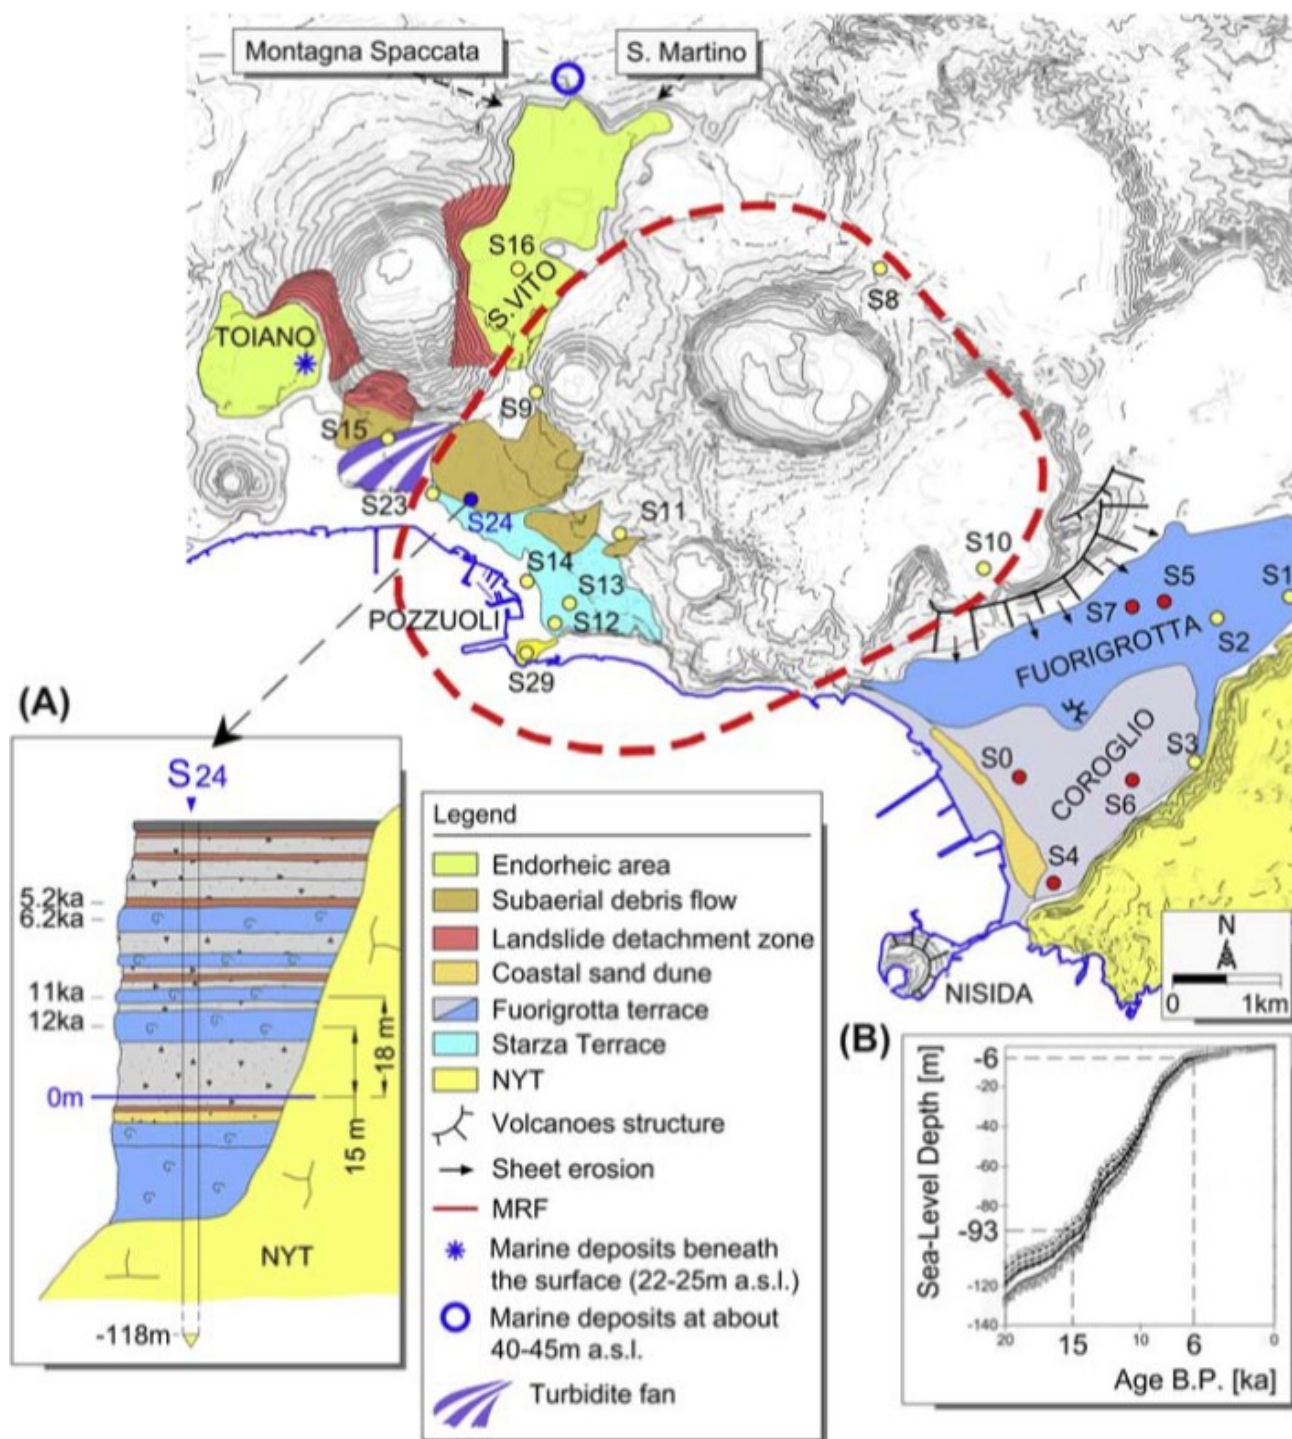 Montagna Spaccata
S. Martino
S16
S.VITO
S8
TOIANO
S9
S15
S23
S24
S11
S14
S13
S12
S10
POZZUOLI
S29
S5
S7
S1
S2
FUORIGROTTA
S0
COROGLIO
S3
S6
S4
NISIDA
N
0 1km
(A)
S24
5.2ka
6.2ka
11ka
12ka
0m
18 m
15 m
NYT
-118m
Legend
Endorheic area
Subaerial debris flow
Landslide detachment zone
Coastal sand dune
Fuorigrotta terrace
Starza Terrace
NYT
Volcanoes structure
Sheet erosion
MRF
Marine deposits beneath
the surface (22-25m a.s.l.)
Marine deposits at about
40-45m a.s.l.
Turbidite fan
(B)
Sea-Level Depth [m]
-6
-20
-40
-60
-80
-93
-120
-140
20 15 10 6 0
Age B.P. [ka]